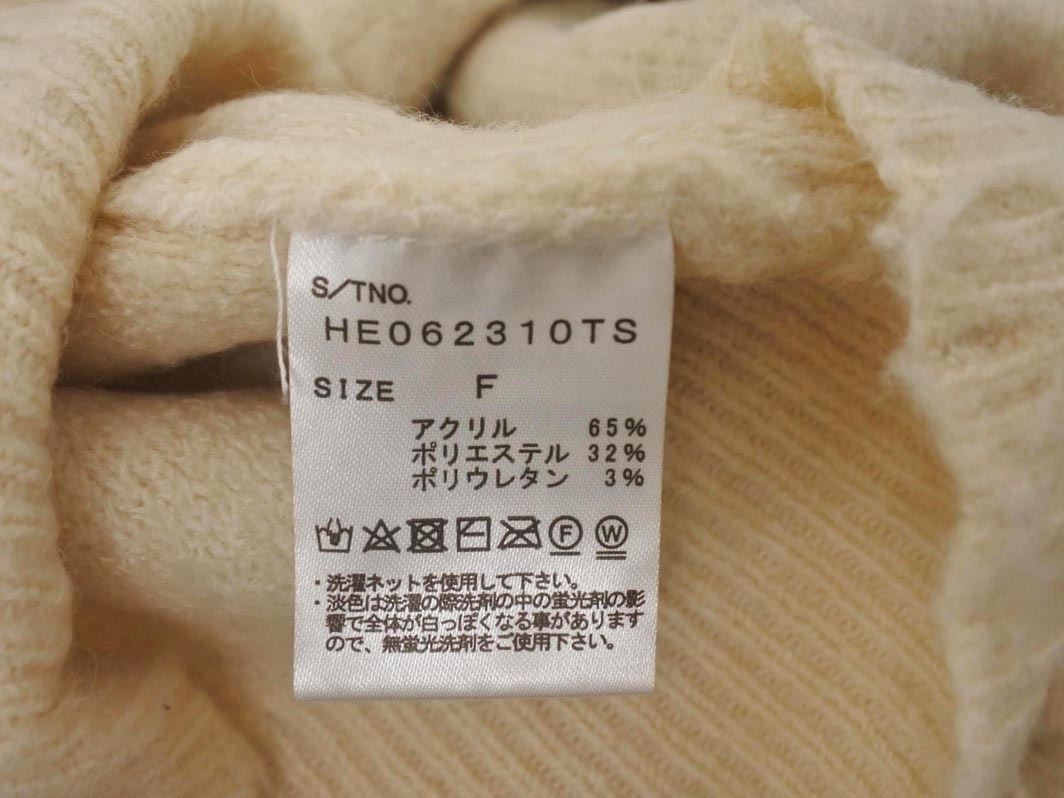 S/TNO.
HE062310TS
SIZE F
アクリル 65%
ポリエステル 32%
ポリウレタン 3%
F W
・洗濯ネットを使用して下さい。
・淡色は洗濯の際洗剤の中の蛍光剤の影
響で全体が白っぽくなる事があります
ので、無蛍光洗剤をご使用下さい。